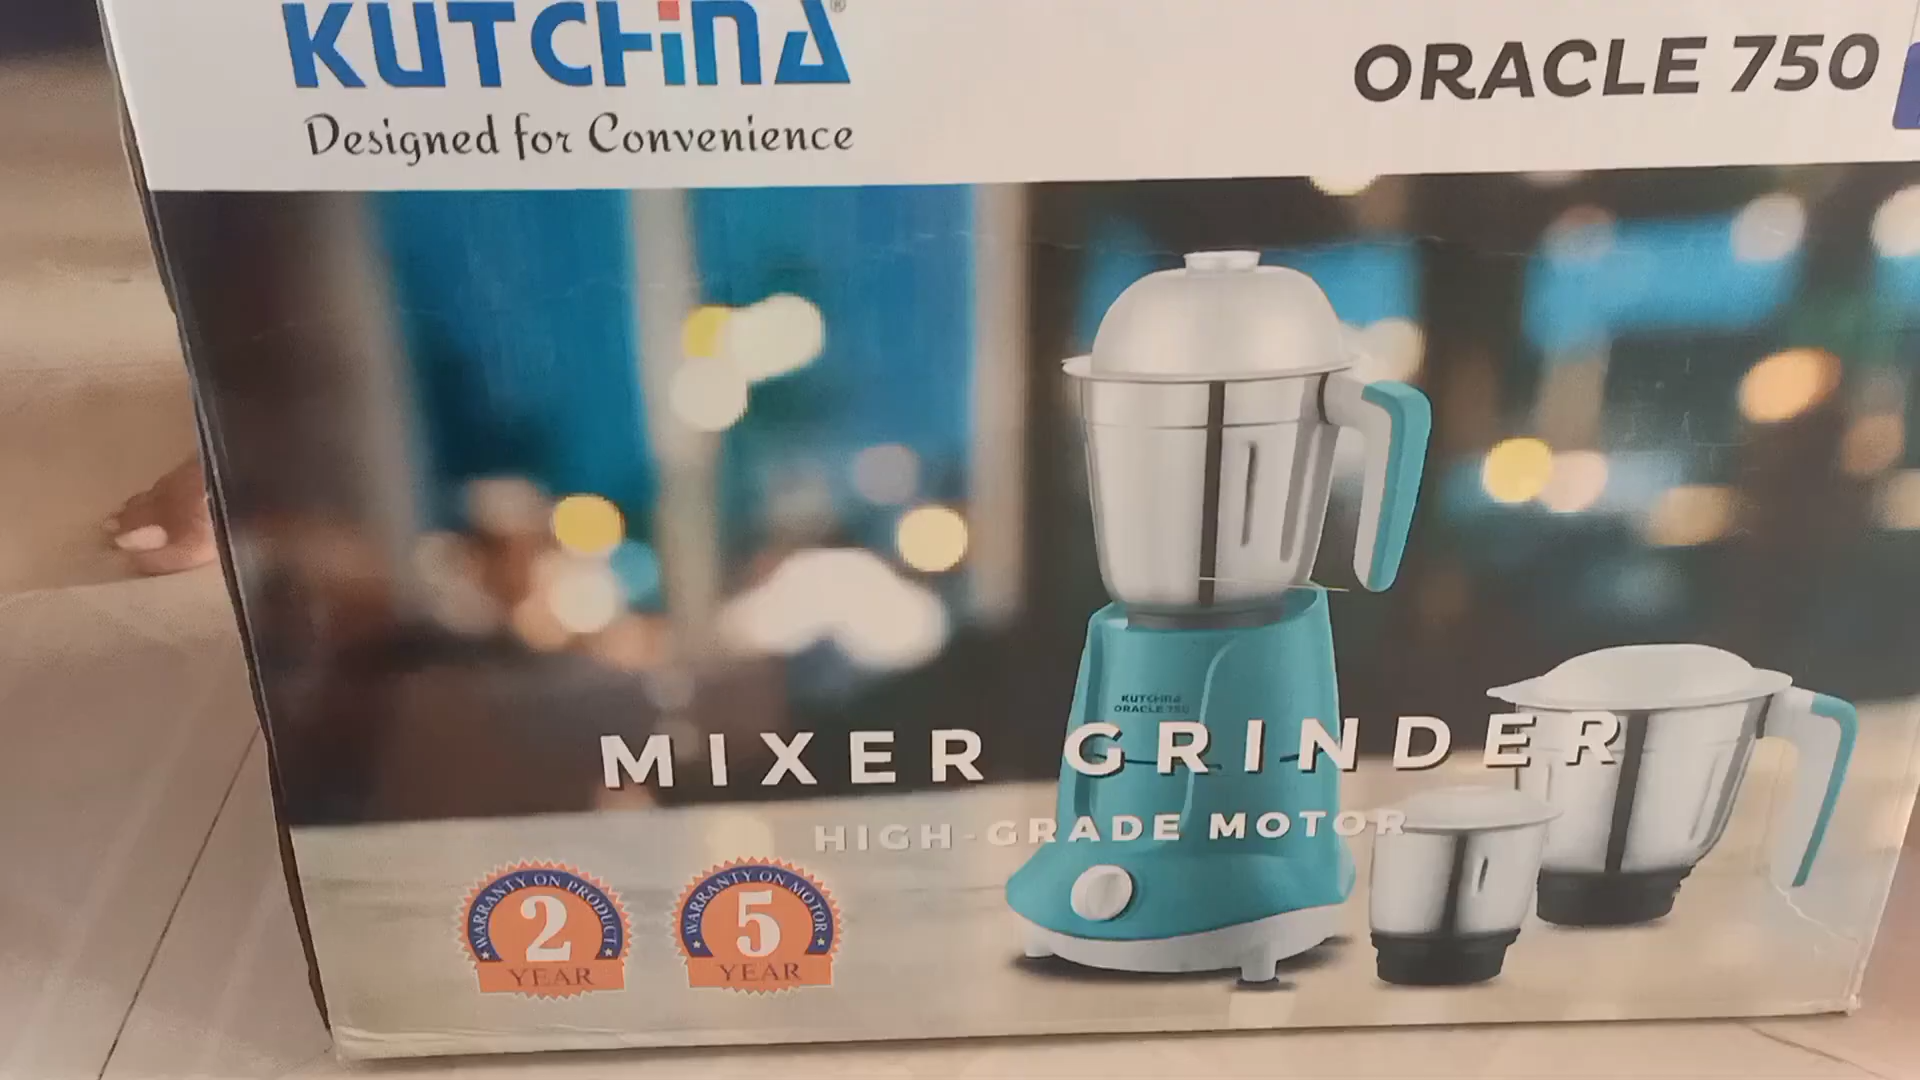 KUTCHINA®
Designed for Convenience
ORACLE 750
KUTCHINA
ORACLE 750
MIXER GRINDER
HIGH-GRADE MOTOR
WARRANTY ON PRODUCT
2
YEAR
WARRANTY ON MOTOR
5
YEAR